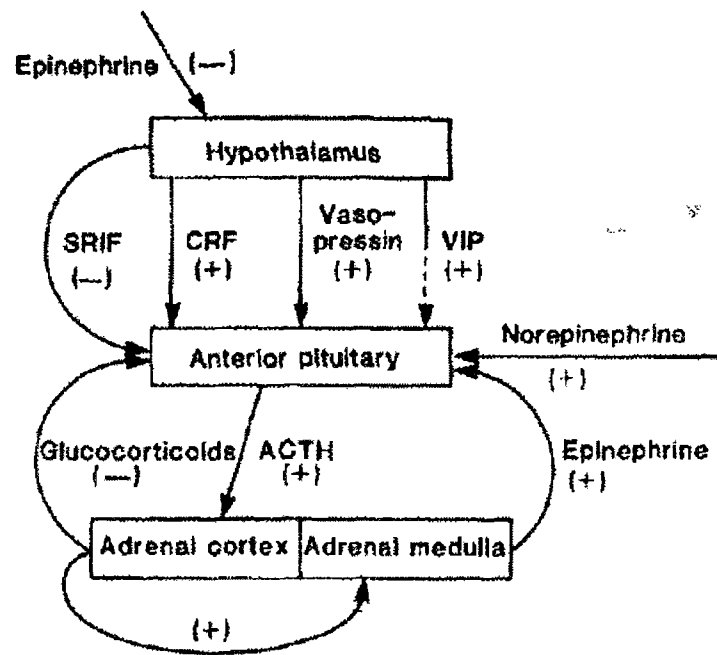 Epinephrine (—)
Hypothalamus
SRIF
(—)
CRF
(+)
Vaso-
pressin
(+)
VIP
(+)
Norepinephrine
(+)
Anterior pituitary
Glucocorticoids
(—)
ACTH
(+)
Epinephrine
(+)
Adrenal cortex
Adrenal medulla
(+)